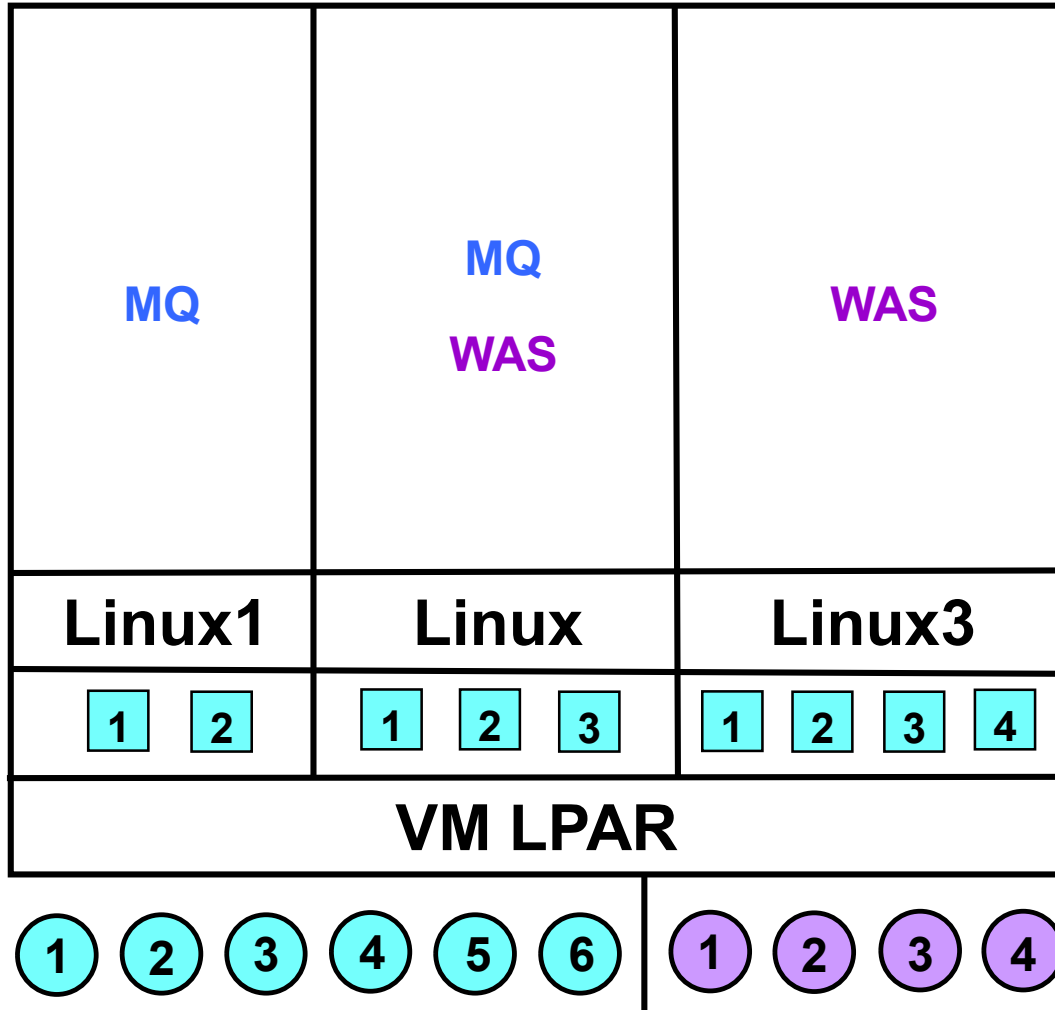 MQ
MQ
WAS
WAS
Linux1 Linux Linux3
1 2 1 2 3 1 2 3 4
VM LPAR
1 2 3 4 5 6 1 2 3 4